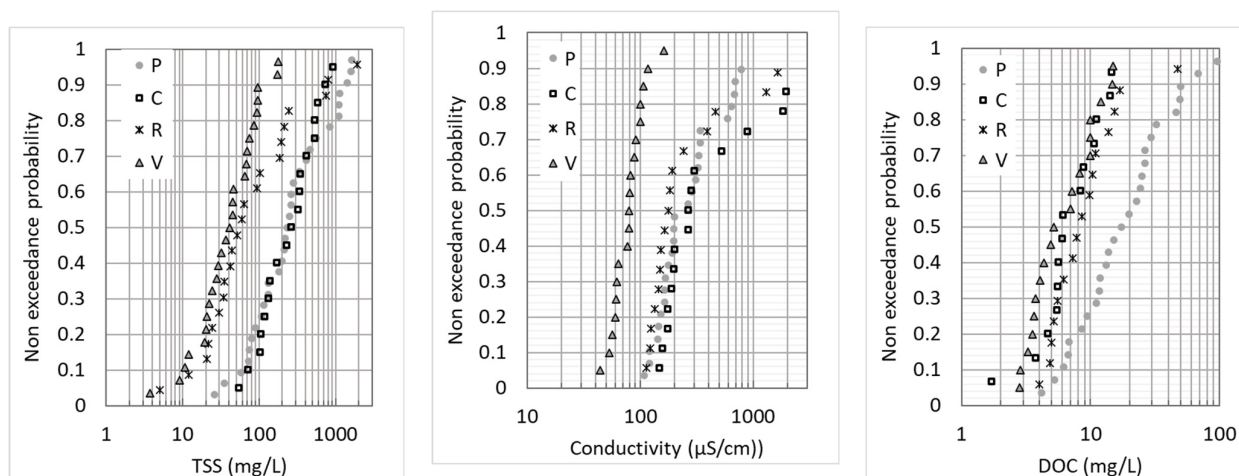 Non exceedance probability
1
0.9
0.8
0.7
0.6
0.5
0.4
0.3
0.2
0.1
0
P
C
R
V
1 10 100 1000
TSS (mg/L)
Non exceedance probability
1
0.9
0.8
0.7
0.6
0.5
0.4
0.3
0.2
0.1
0
P
C
R
V
10 100 1000
Conductivity (µS/cm))
Non exceedance probability
1
0.9
0.8
0.7
0.6
0.5
0.4
0.3
0.2
0.1
0
P
C
R
V
1 10 100
DOC (mg/L)